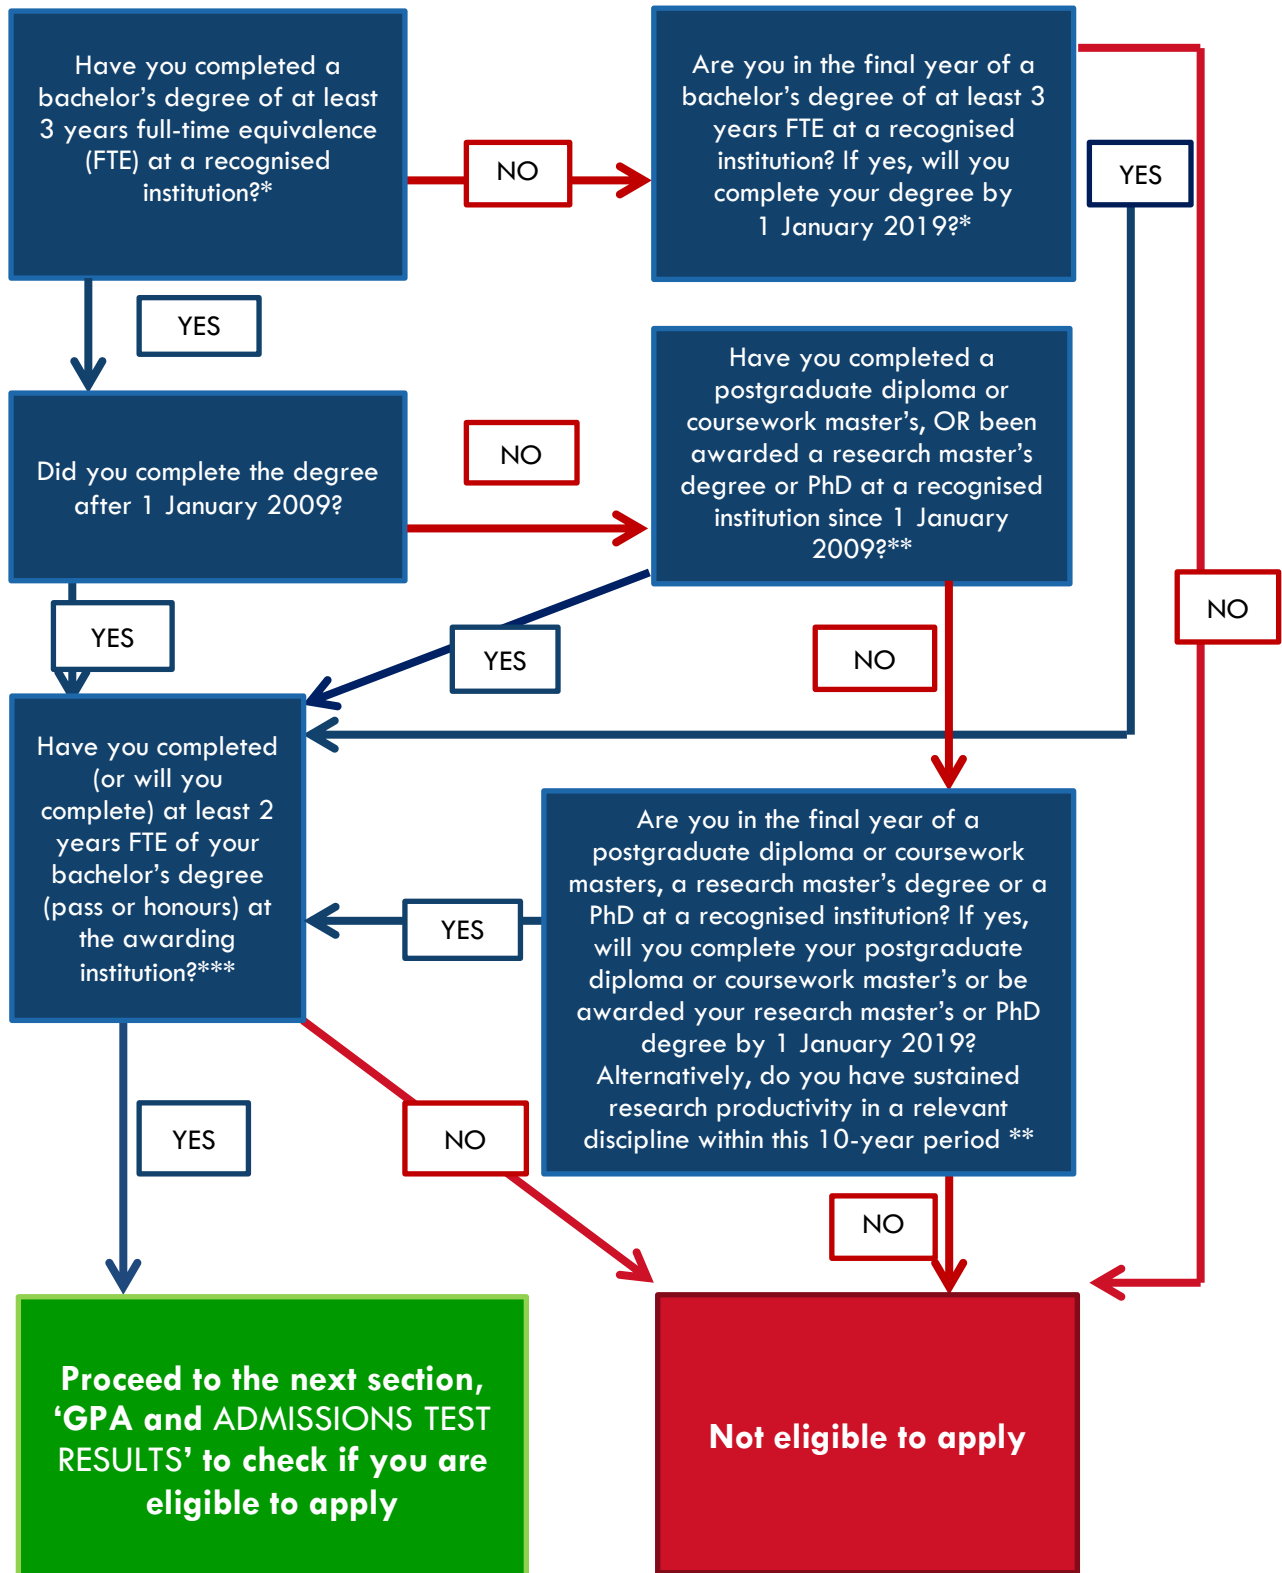 Have you completed a
bachelor’s degree of at least
3 years full-time equivalence
(FTE) at a recognised
institution?*
NO
Are you in the final year of a
bachelor’s degree of at least 3
years FTE at a recognised
institution? If yes, will you
complete your degree by
1 January 2019?*
YES
YES
Did you complete the degree
after 1 January 2009?
NO
Have you completed a
postgraduate diploma or
coursework master’s, OR been
awarded a research master’s
degree or PhD at a recognised
institution since 1 January
2009?**
NO
YES
YES
NO
Have you completed
(or will you
complete) at least 2
years FTE of your
bachelor’s degree
(pass or honours) at
the awarding
institution?***
YES
Are you in the final year of a
postgraduate diploma or coursework
masters, a research master’s degree or a
PhD at a recognised institution? If yes,
will you complete your postgraduate
diploma or coursework master’s or be
awarded your research master’s or PhD
degree by 1 January 2019?
Alternatively, do you have sustained
research productivity in a relevant
discipline within this 10-year period **
YES
NO
NO
Proceed to the next section,
‘GPA and ADMISSIONS TEST
RESULTS’ to check if you are
eligible to apply
Not eligible to apply